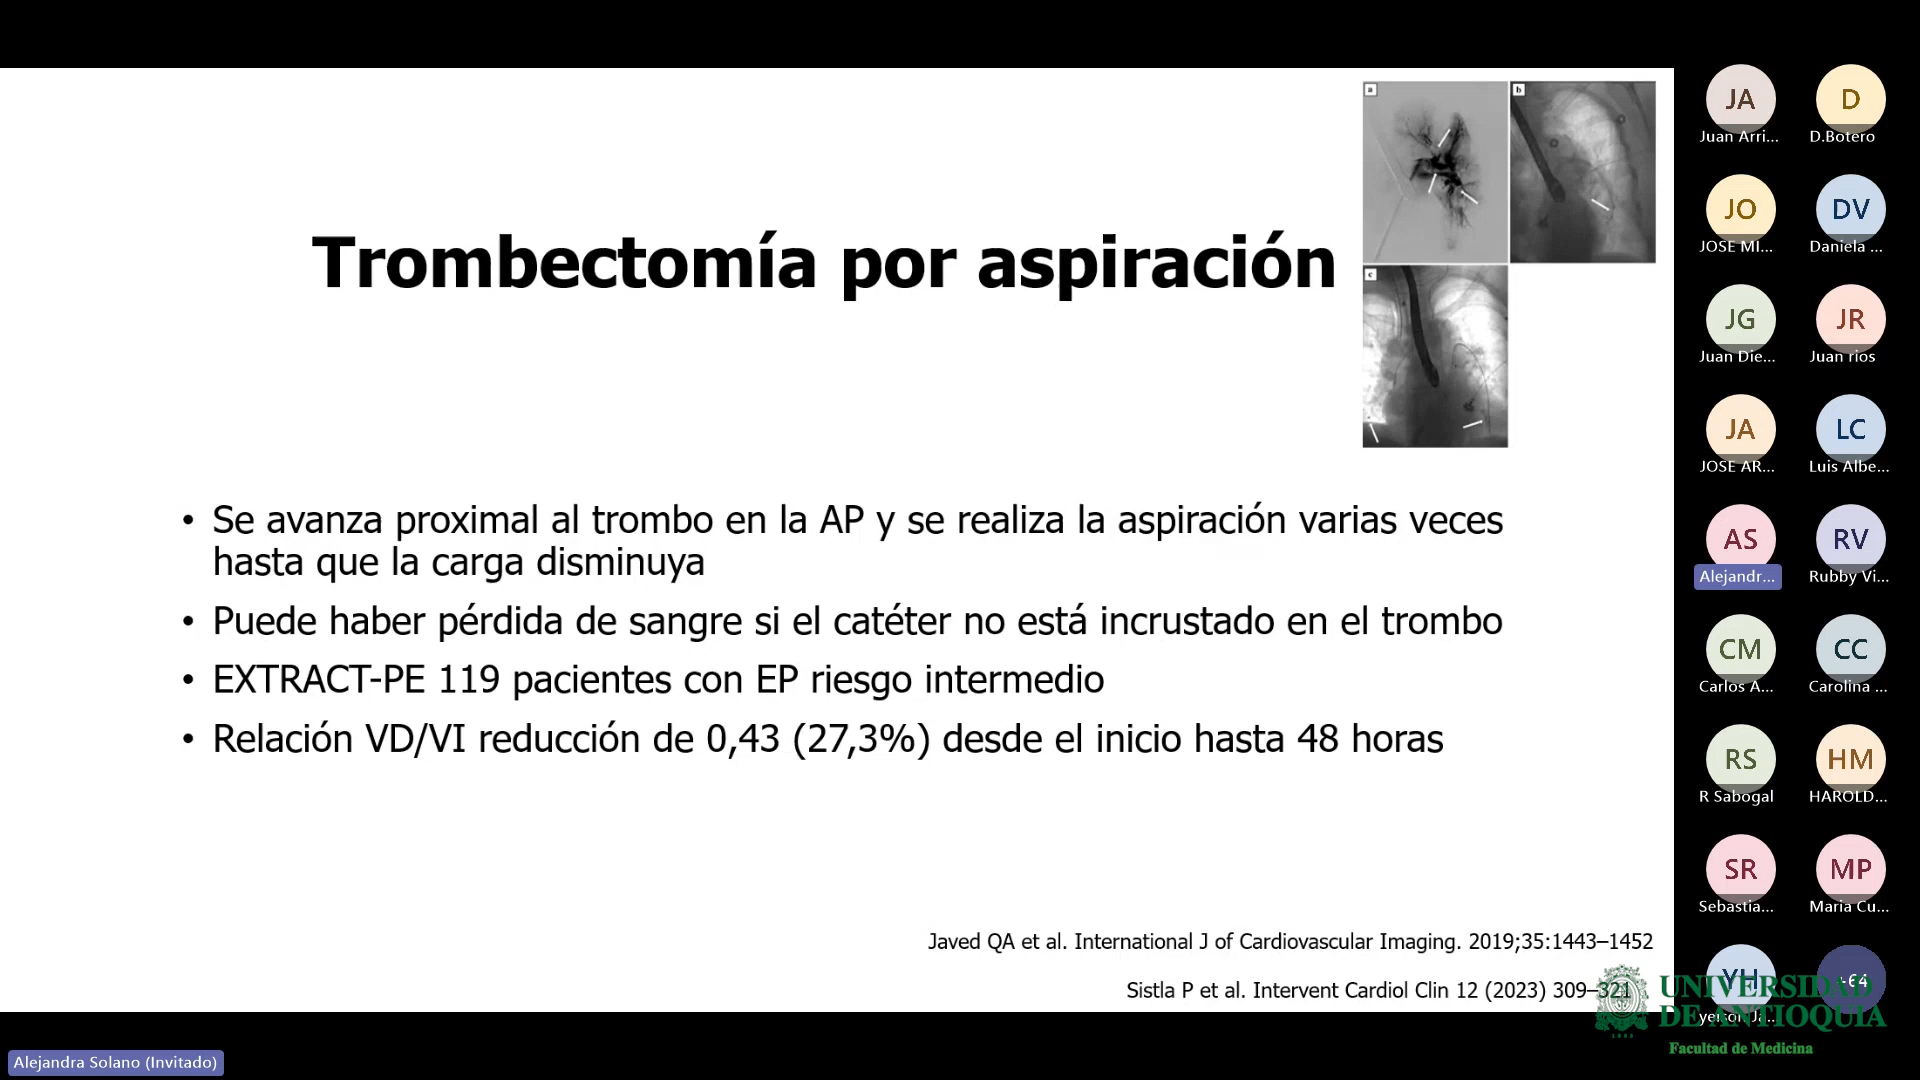 a
b
c
Trombectomía por aspiración
• Se avanza proximal al trombo en la AP y se realiza la aspiración varias veces
hasta que la carga disminuya
• Puede haber pérdida de sangre si el catéter no está incrustado en el trombo
• EXTRACT-PE 119 pacientes con EP riesgo intermedio
• Relación VD/VI reducción de 0,43 (27,3%) desde el inicio hasta 48 horas
Javed QA et al. International J of Cardiovascular Imaging. 2019;35:1443–1452
Sistla P et al. Intervent Cardiol Clin 12 (2023) 309–321
JA
Juan Arri...
D
D.Botero
JO
JOSE MI...
DV
Daniela ...
JG
Juan Die...
JR
Juan rios
JA
JOSE AR...
LC
Luis Albe...
AS
Alejandr...
RV
Rubby Vi...
CM
Carlos A...
CC
Carolina ...
RS
R Sabogal
HM
HAROLD...
SR
Sebastia...
MP
Maria Cu...
YH
+64
UNIVERSIDAD
DE ANTIOQUIA
1803
Facultad de Medicina
Alejandra Solano (Invitado)